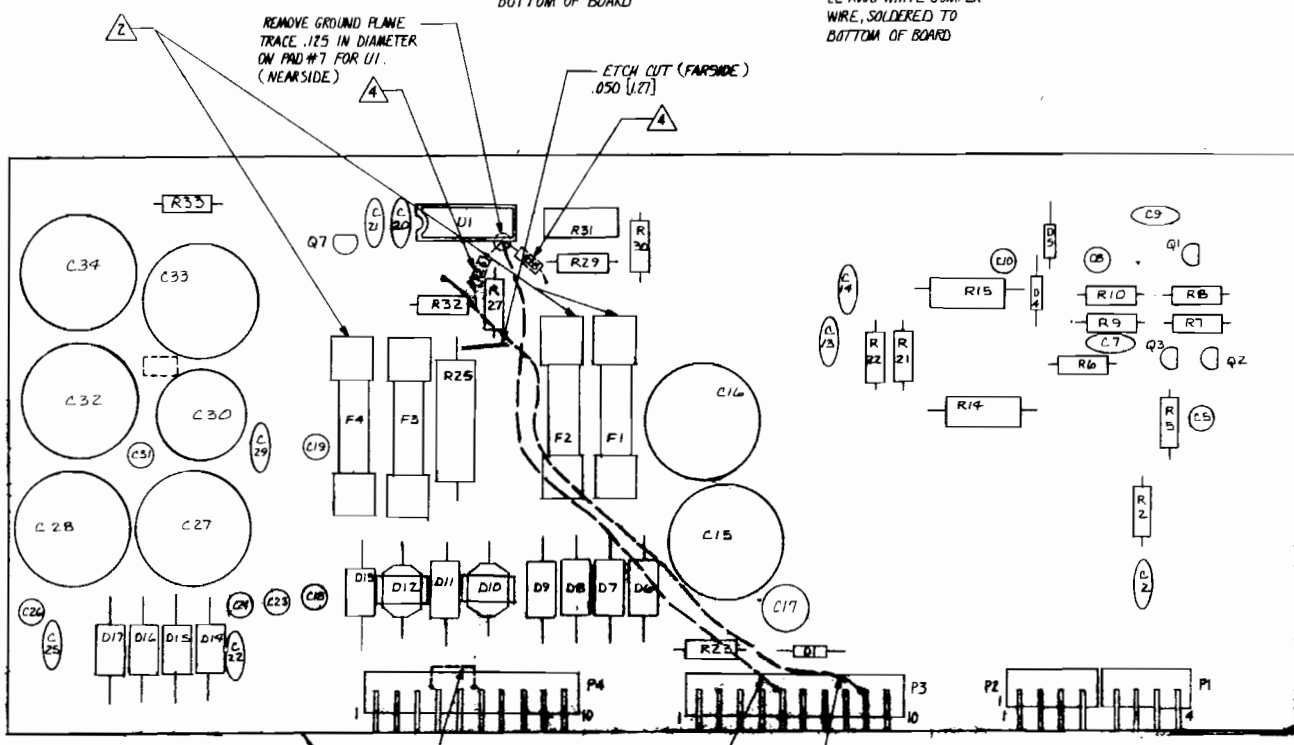 BOTTOM OF BOARD
WIRE, SOLDERED TO
BOTTOM OF BOARD
2
REMOVE GROUND PLANE
TRACE .125 IN DIAMETER
ON PAD #7 FOR U1.
(NEARSIDE)
4
ETCH CUT (FARSIDE)
.050 [1.27]
4
R33
C21
C20
U1
R31
R30
Q7
R29
C34
C33
R32
R27
C9
D5
Q1
C10
C8
C14
R15
D4
R10
R8
C13
R22
R21
R9
R7
C7
Q3
Q2
R6
C32
C30
C31
C29
C19
F4
F3
R25
F2
F1
C16
R14
R5
C5
C28
C27
C15
R2
C2
D13
D12
D11
D10
D9
D8
D7
D6
C17
C26
C25
C24
C23
C18
D17
D16
D15
D14
C22
R23
D1
P4
1
10
P3
1
10
P2
1
1
P1
4